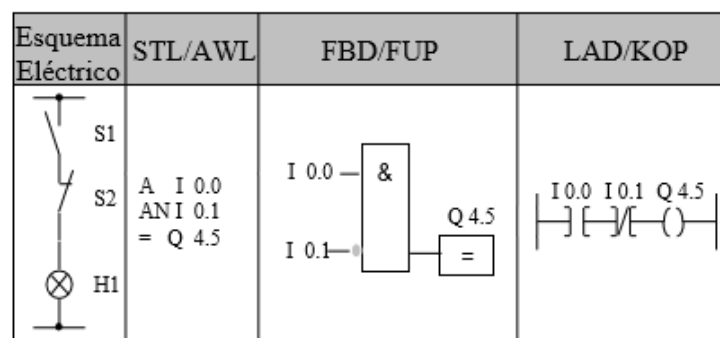 Esquema
Eléctrico
STL/AWL
FBD/FUP
LAD/KOP
S1
S2
H1
A I 0.0
AN I 0.1
= Q 4.5
I 0.0
&
I 0.1
Q 4.5
=
I 0.0 I 0.1 Q 4.5